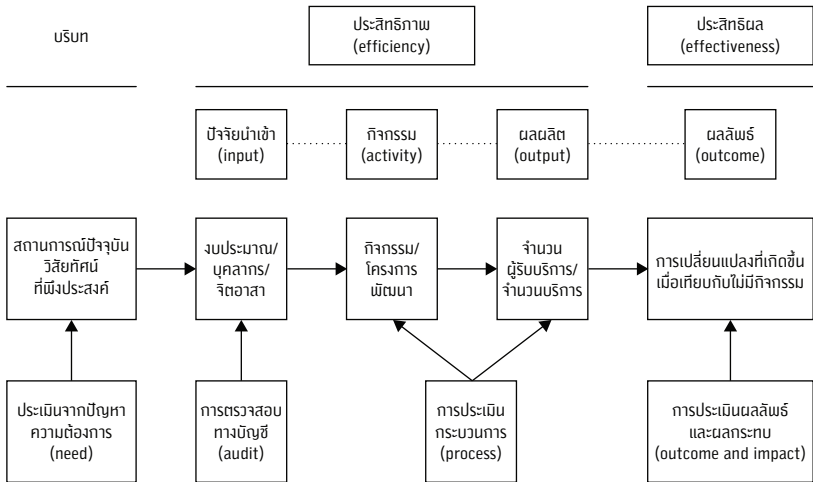 บริบท
ประสิทธิภาพ
(efficiency)
ประสิทธิผล
(effectiveness)
ปัจจัยนำเข้า
(input)
กิจกรรม
(activity)
ผลผลิต
(output)
ผลลัพธ์
(outcome)
สถานการณ์ปัจจุบัน
วิสัยทัศน์
ที่พึงประสงค์
งบประมาณ/
บุคลากร/
จิตอาสา
กิจกรรม/
โครงการ
พัฒนา
จำนวน
ผู้รับบริการ/
จำนวนบริการ
การเปลี่ยนแปลงที่เกิดขึ้น
เมื่อเทียบกับไม่มีกิจกรรม
ประเมินจากปัญหา
ความต้องการ
(need)
การตรวจสอบ
ทางบัญชี
(audit)
การประเมิน
กระบวนการ
(process)
การประเมินผลลัพธ์
และผลกระทบ
(outcome and impact)